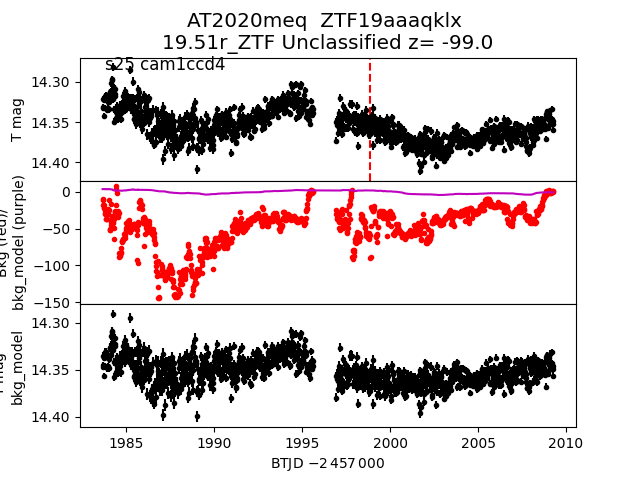 AT2020meq ZTF19aaaqklx
19.51r_ZTF Unclassified z= -99.0
s25 cam1ccd4
14.30
14.35
14.40
T mag
0
−50
−100
−150
Bkg (red)/
bkg_model (purple)
14.30
14.35
14.40
mag
bkg_model
1985
1990
1995
2000
2005
2010
BTJD −2 457 000